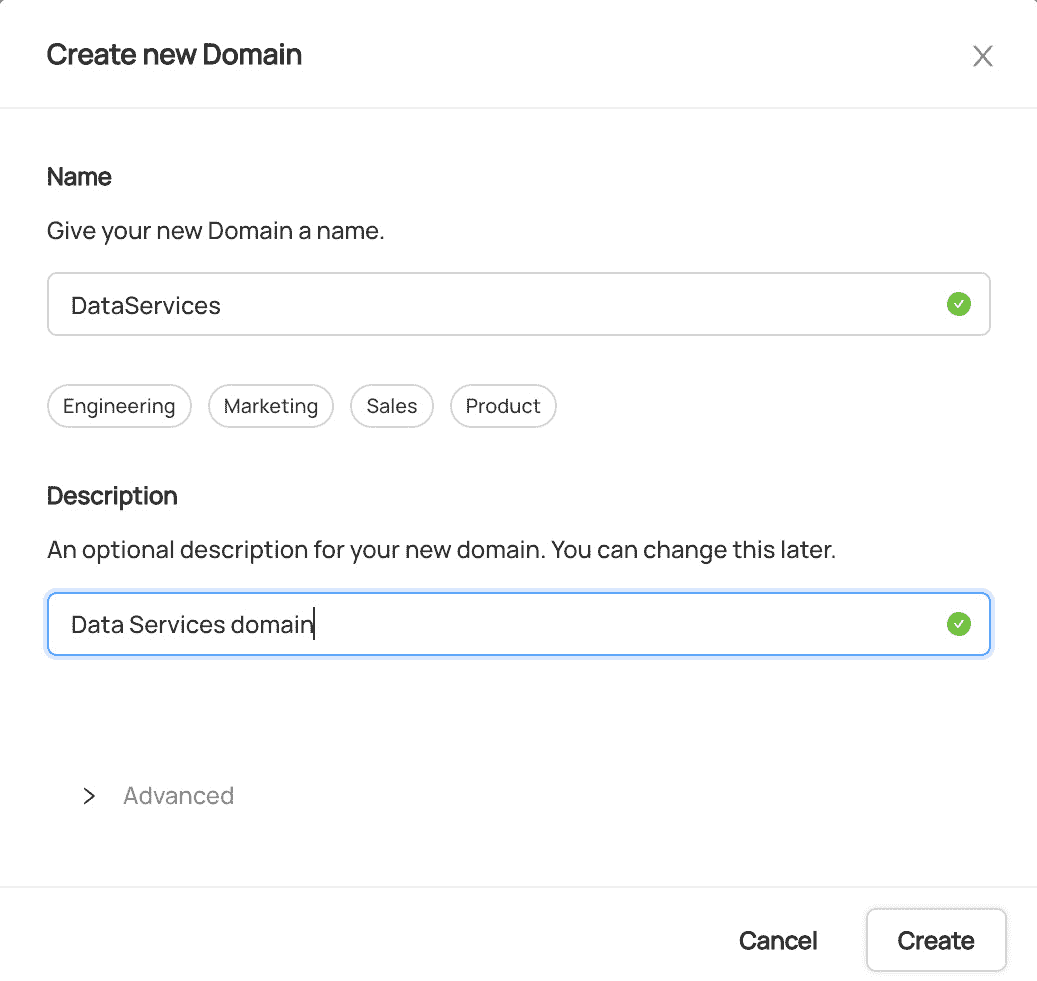 Create new Domain
Name
Give your new Domain a name.
DataServices
Engineering Marketing Sales Product
Description
An optional description for your new domain. You can change this later.
Data Services domain
Advanced
Cancel Create